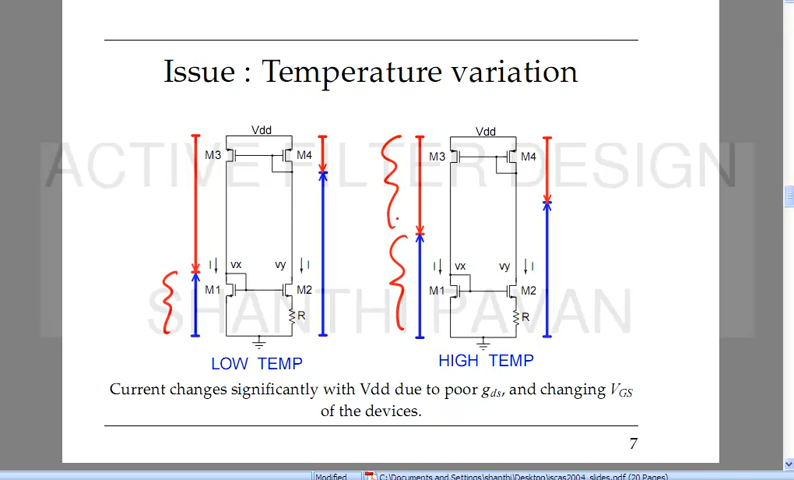 Issue : Temperature variation
Vdd
Vdd
M3
M4
M3
M4
ACTIVE FILTER DESIGN
I
vx
vy
I
I
vx
vy
I
M1
M2
M1
M2
SHANTHI PAVAN
R
R
LOW TEMP
HIGH TEMP
Current changes significantly with Vdd due to poor gds, and changing VGS
of the devices.
7
Modified
C:\Documents and Settings\shanthi\Desktop\iscas2004_slides.pdf (20 Pages)